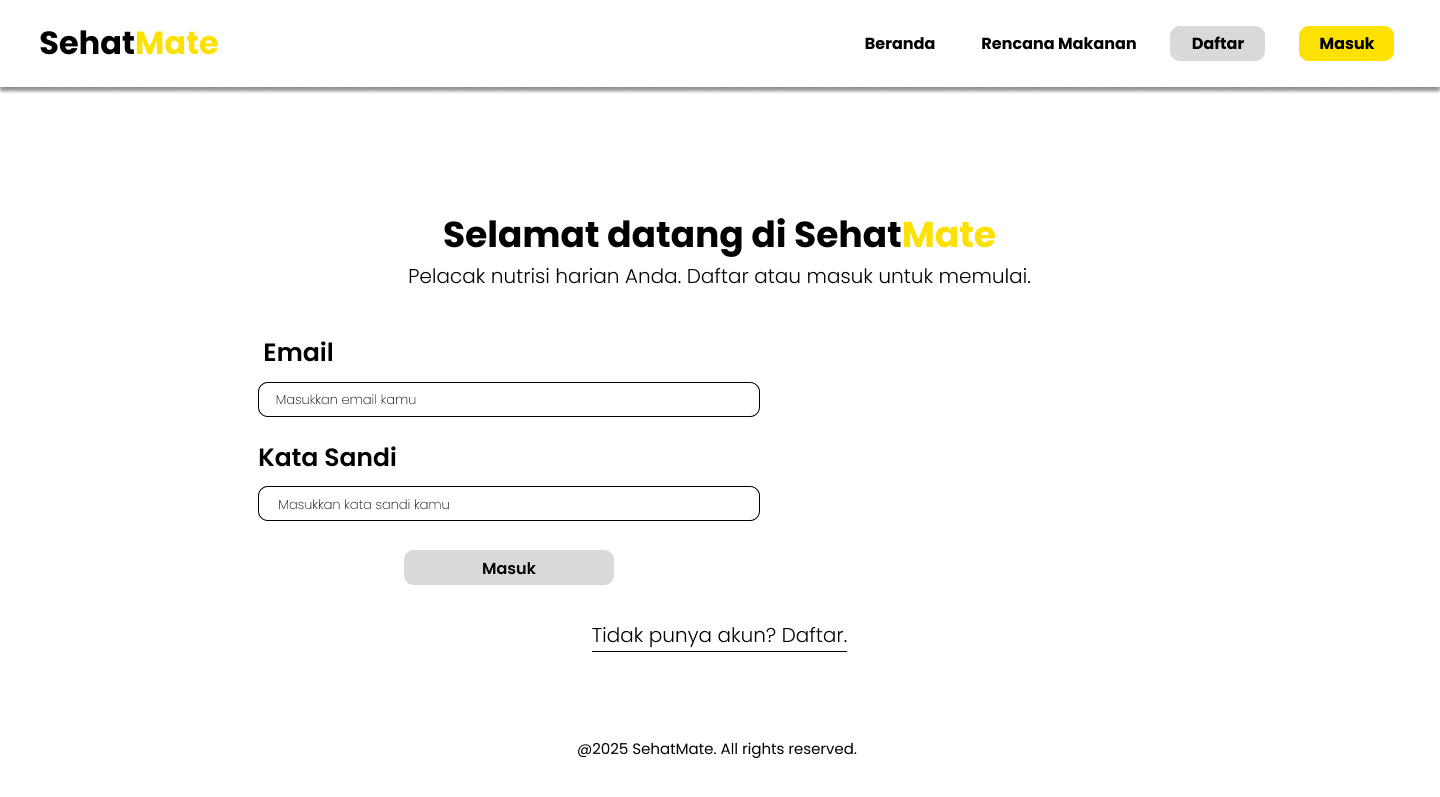 SehatMate
Beranda Rencana Makanan Daftar Masuk
Selamat datang di SehatMate
Pelacak nutrisi harian Anda. Daftar atau masuk untuk memulai.
Email
Masukkan email kamu
Kata Sandi
Masukkan kata sandi kamu
Masuk
Tidak punya akun? Daftar.
@2025 SehatMate. All rights reserved.